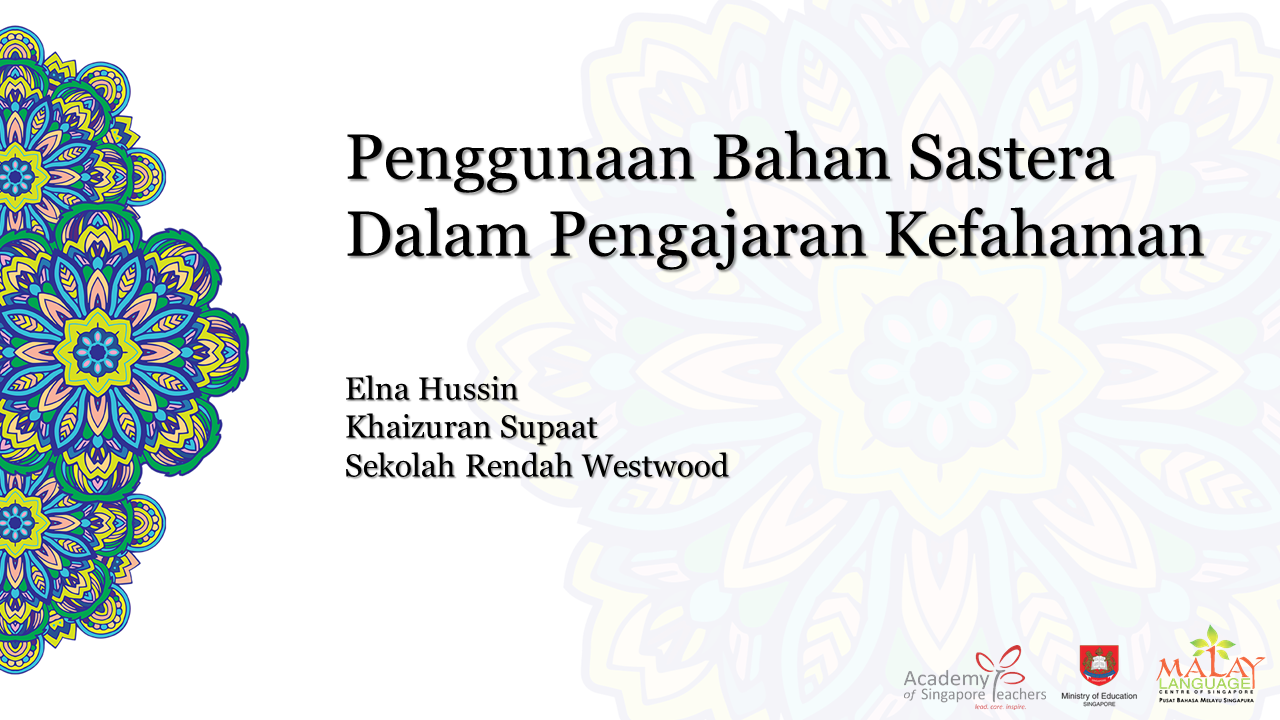 Penggunaan Bahan Sastera
Dalam Pengajaran Kefahaman
Elna Hussin
Khaizuran Supaat
Sekolah Rendah Westwood
Academy
of Singapore Teachers
lead. care. inspire.
Ministry of Education
SINGAPORE
MALAY
LANGUAGE
CENTRE OF SINGAPORE
PUSAT BAHASA MELAYU SINGAPURA